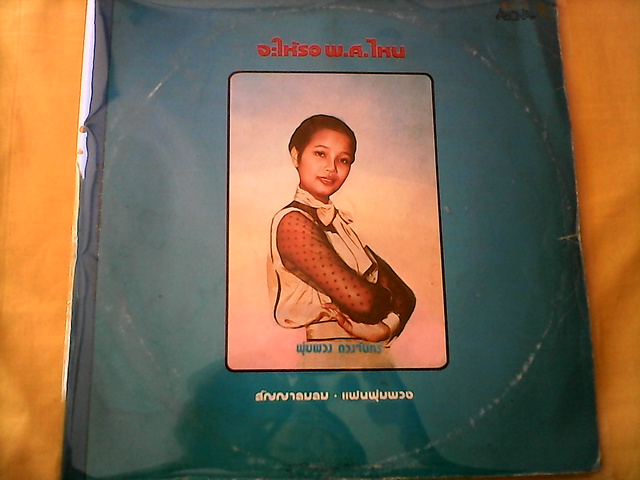 จะให้รอ พ.ศ.ไหน
พุ่มพวง ดวงจันทร์
สัญญาลมลม · แฟนพุ่มพวง